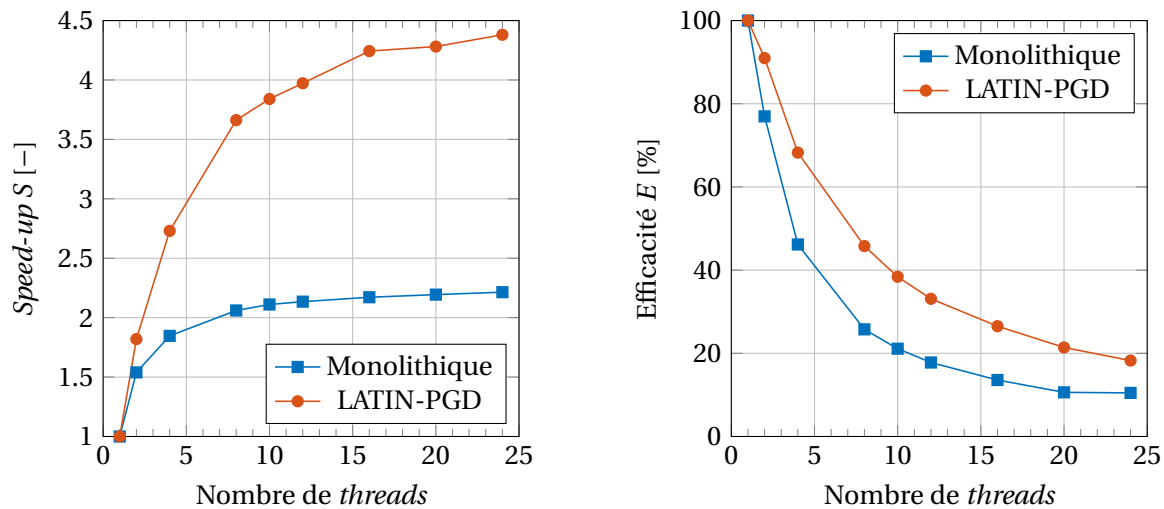 4.5
4
3.5
3
2.5
2
1.5
1
0 5 10 15 20 25
Speed-up S [−]
Nombre de threads
Monolithique
LATIN-PGD
100
80
60
40
20
0
0 5 10 15 20 25
Efficacité E [%]
Nombre de threads
Monolithique
LATIN-PGD